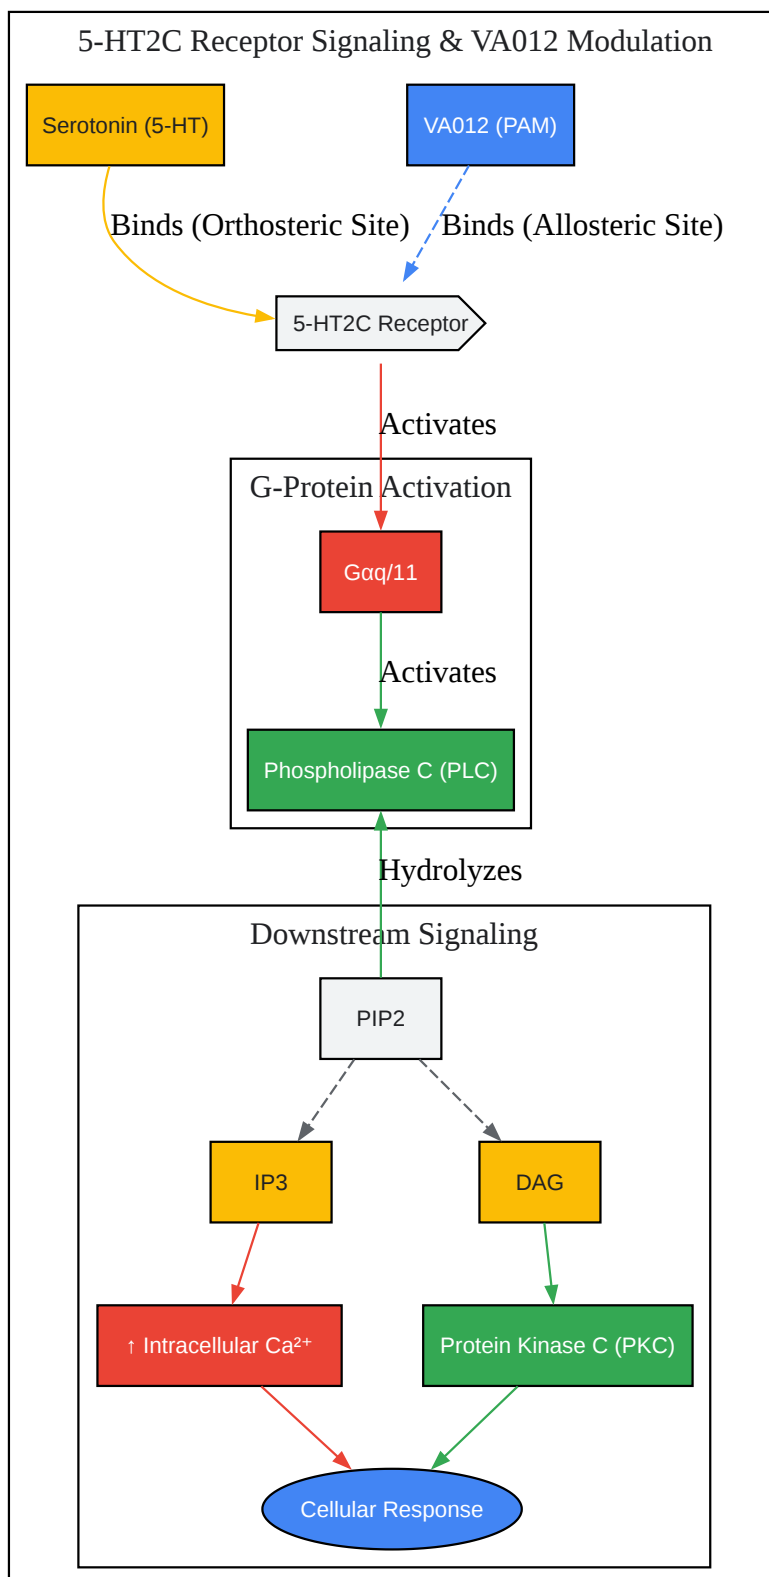 5-HT2C Receptor Signaling & VA012 Modulation
Serotonin (5-HT)
VA012 (PAM)
Binds (Orthosteric Site)
Binds (Allosteric Site)
5-HT2C Receptor
Activates
G-Protein Activation
Gαq/11
Activates
Phospholipase C (PLC)
Hydrolyzes
Downstream Signaling
PIP2
IP3
DAG
↑ Intracellular Ca²⁺
Protein Kinase C (PKC)
Cellular Response